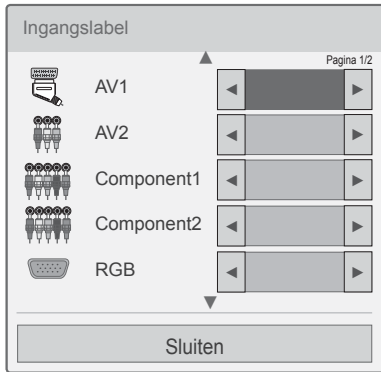 Ingangslabel
Pagina 1/2
AV1
AV2
Component1
Component2
RGB
Sluiten